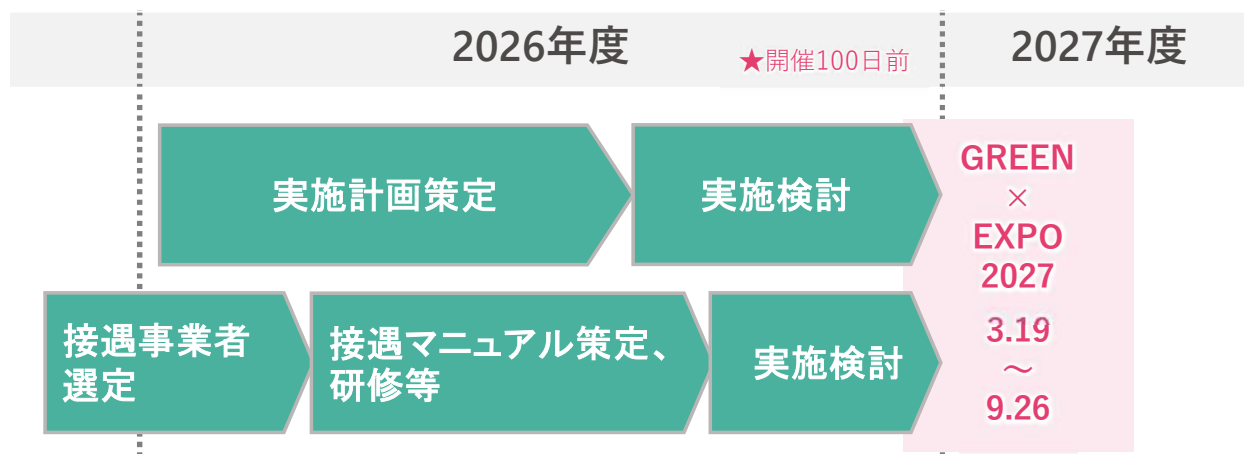 2026年度
2027年度
★開催100日前
実施計画策定
実施検討
接遇事業者
選定
接遇マニュアル策定、
研修等
実施検討
GREEN
×
EXPO
2027
3.19
～
9.26